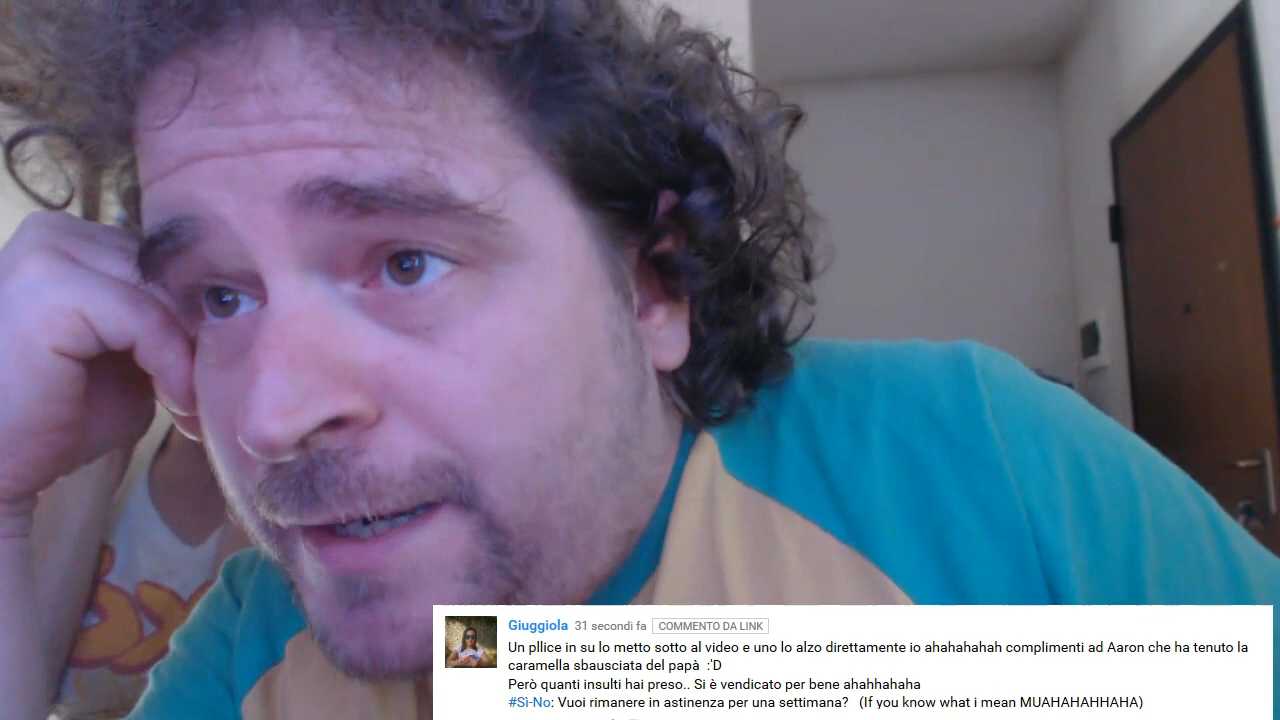 Giuggiola 31 secondi fa COMMENTO DA LINK
Un pllice in su lo metto sotto al video e uno lo alzo direttamente io ahahahahah complimenti ad Aaron che ha tenuto la
caramella sbausciata del papà :'D
Però quanti insulti hai preso.. Si è vendicato per bene ahahhahaha
#Sì-No: Vuoi rimanere in astinenza per una settimana? (If you know what i mean MUAHAHAHHAHA)